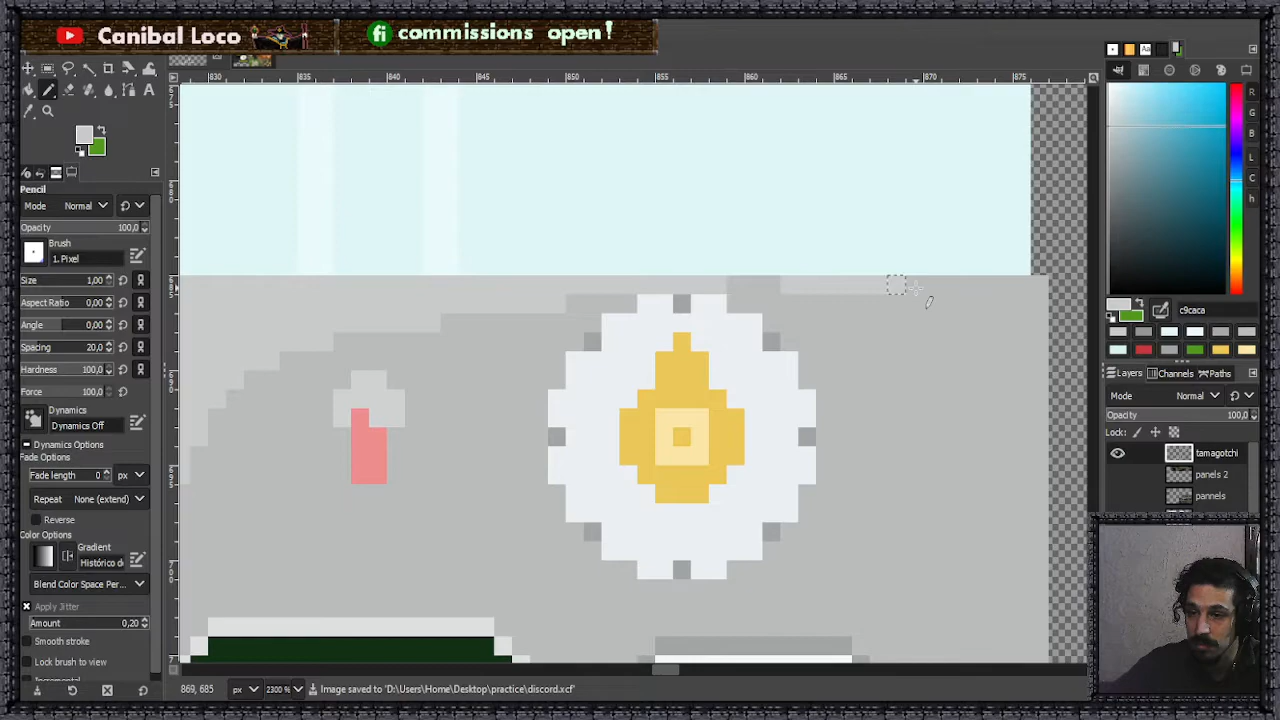 Canibal Loco
fi commissions open!
830 835 840 845 850 855 860 865 870 875
Pencil
Mode Normal
Opacity 100,0
Brush
1. Pixel
Size 1,00
Aspect Ratio 0,00
Angle 0,00
Spacing 20,0
Hardness 100,0
Force 100,0
Dynamics
Dynamics Off
Dynamics Options
Fade Options
Fade length 0 px
Repeat None (extend)
Reverse
Color Options
Gradient
Histórico d
Blend Color Space Per...
Apply Jitter
Amount 0,20
Smooth stroke
Lock brush to view
Incremental
869, 685 px 2300 % Image saved to 'D:\Users\Home\Desktop\practice\discord.xcf'
R
G
B
L
C
h
c9caca
Layers Channels Paths
Mode Normal
Opacity 100,0
Lock:
tamagotchi
panels 2
pannels